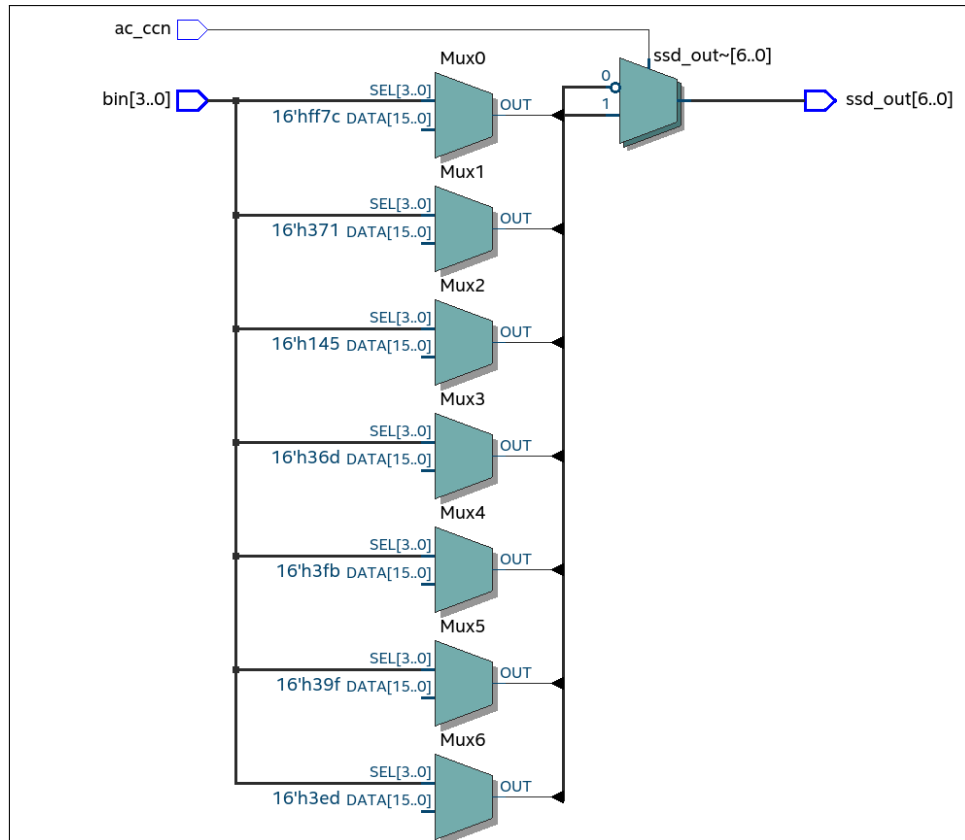 ac_ccn
ssd_out~[6..0]
Mux0
0
bin[3..0]
SEL[3..0]
OUT
1
ssd_out[6..0]
16'hff7c DATA[15..0]
Mux1
SEL[3..0]
OUT
16'h371 DATA[15..0]
Mux2
SEL[3..0]
OUT
16'h145 DATA[15..0]
Mux3
SEL[3..0]
OUT
16'h36d DATA[15..0]
Mux4
SEL[3..0]
OUT
16'h3fb DATA[15..0]
Mux5
SEL[3..0]
OUT
16'h39f DATA[15..0]
Mux6
SEL[3..0]
OUT
16'h3ed DATA[15..0]